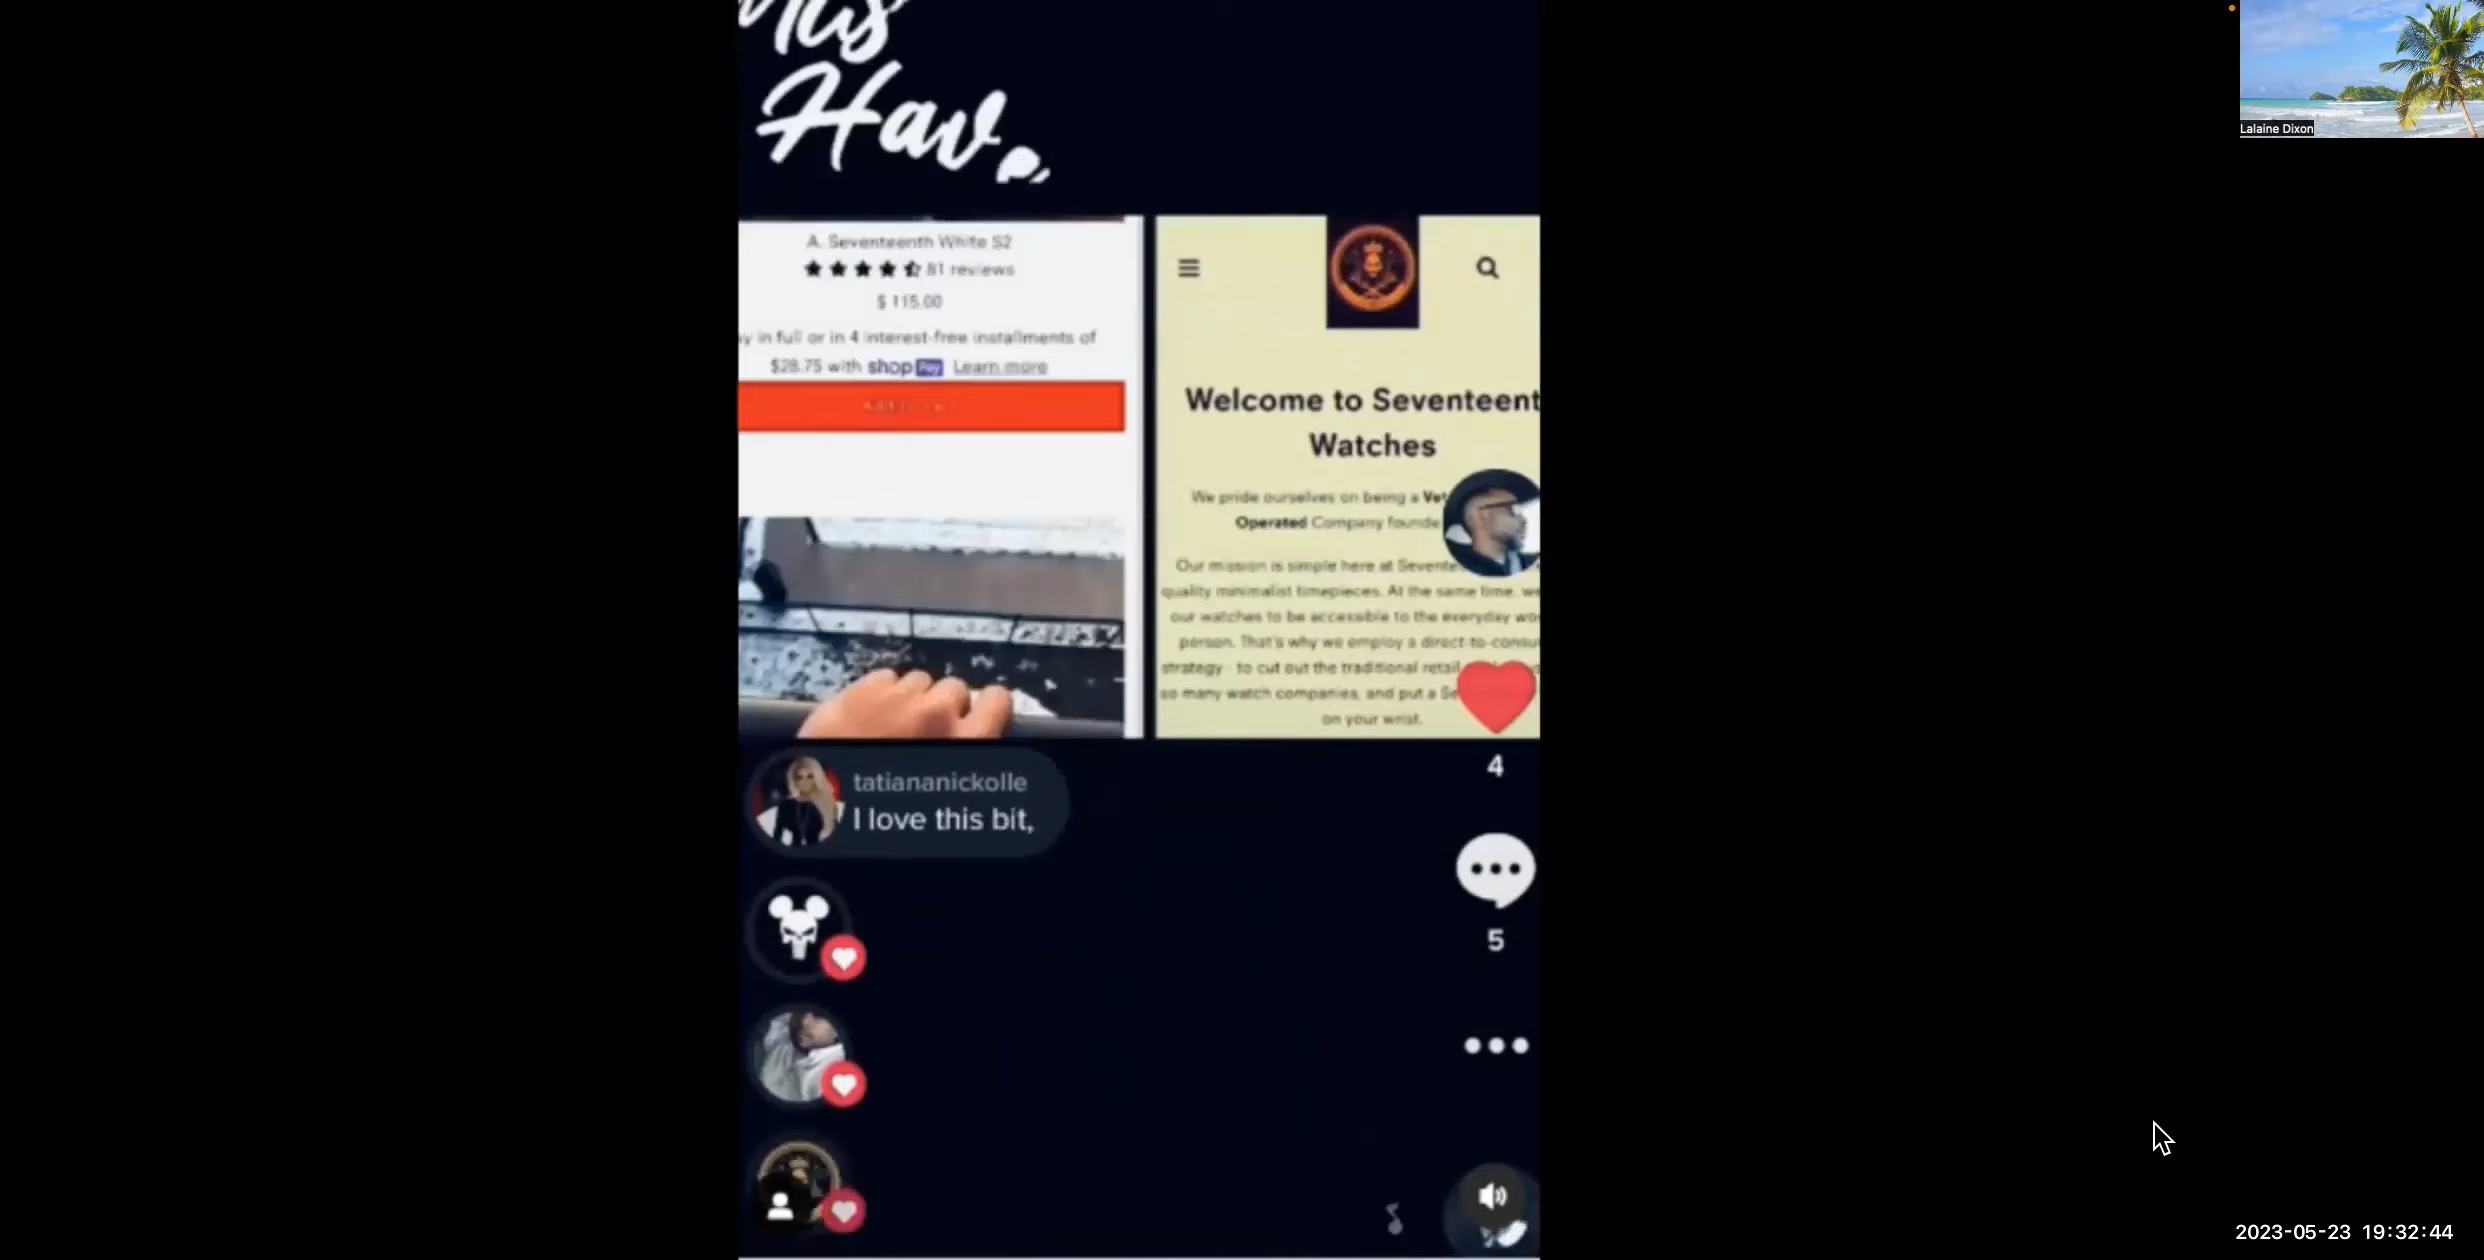 Hav
Lalaine Dixon
A. Seventeenth White S2
81 reviews
$ 115.00
y in full or in 4 interest-free installments of
$28.75 with shop Pay Learn more
Welcome to Seventeent
Watches
We pride ourselves on being a Vet
Operated Company founde
Our mission is simple here at Sevente
quality minimalist timepieces. At the same time, we
our watches to be accessible to the everyday wo
person. That's why we employ a direct-to-consu
strategy - to cut out the traditional retail
so many watch companies, and put a Se
on your wrist.
tatiananickolle
I love this bit,
4
5
2023-05-23 19:32:44